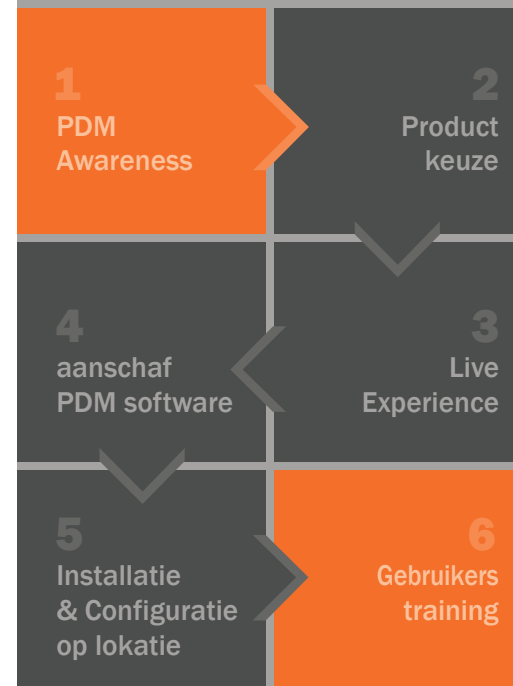 1
PDM
Awareness
2
Product
keuze
3
Live
Experience
4
aanschaf
PDM software
5
Installatie
& Configuratie
op lokatie
6
Gebruikers
training